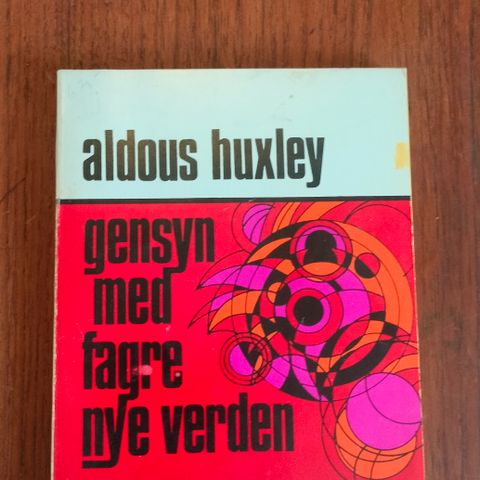 aldous huxley
gensyn
med
fagre
nye verden